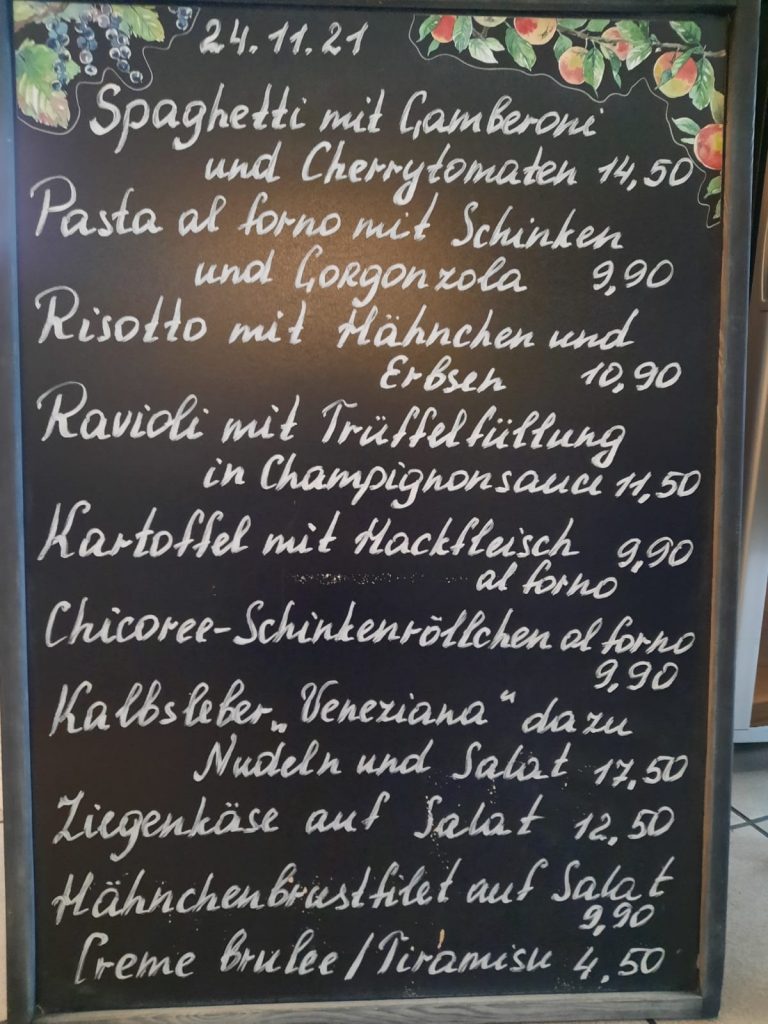 24.11.21
Spaghetti mit Gamberoni
und Cherrytomaten 14,50
Pasta al forno mit Schinken
und Gorgonzola 9,90
Risotto mit Hähnchen und
Erbsen 10,90
Ravioli mit Trüffelfüllung
in Champignonsauce 11,50
Kartoffel mit Hackfleisch 9,90
al forno
Chicoree-Schinkenröllchen al forno
9,90
Kalbsleber „Veneziana“ dazu
Nudeln und Salat 17,50
Ziegenkäse auf Salat 12,50
Hähnchenbrustfilet auf Salat
9,90
Creme brulee/Tiramisu 4,50